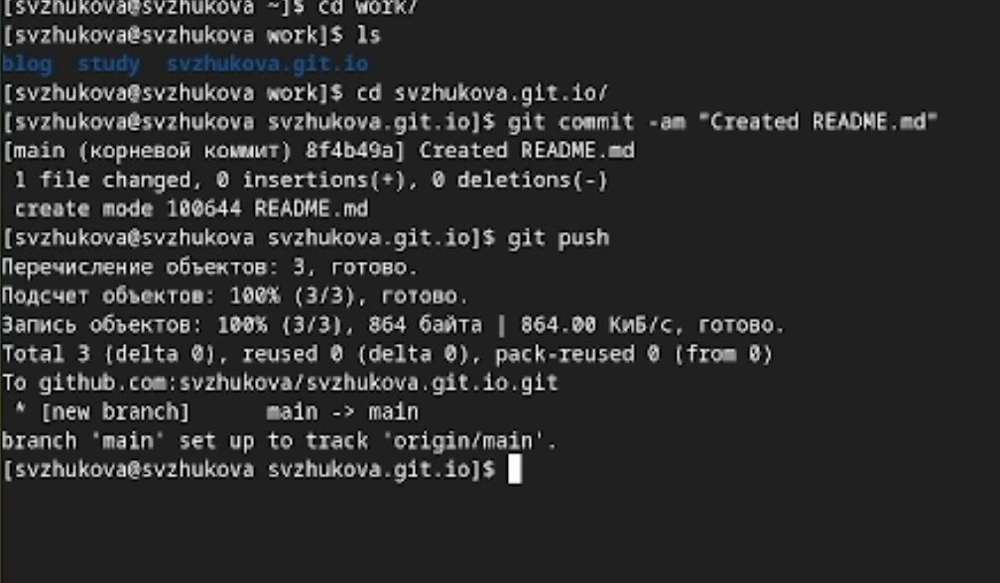 [svzhukova@svzhukova ~]$ cd work/
[svzhukova@svzhukova work]$ ls
blog  study  svzhukova.git.io
[svzhukova@svzhukova work]$ cd svzhukova.git.io/
[svzhukova@svzhukova svzhukova.git.io]$ git commit -am "Created README.md"
[main (корневой коммит) 8f4b49a] Created README.md
 1 file changed, 0 insertions(+), 0 deletions(-)
 create mode 100644 README.md
[svzhukova@svzhukova svzhukova.git.io]$ git push
Перечисление объектов: 3, готово.
Подсчет объектов: 100% (3/3), готово.
Запись объектов: 100% (3/3), 864 байта | 864.00 КиБ/с, готово.
Total 3 (delta 0), reused 0 (delta 0), pack-reused 0 (from 0)
To github.com:svzhukova/svzhukova.git.io.git
 * [new branch]      main -> main
branch 'main' set up to track 'origin/main'.
[svzhukova@svzhukova svzhukova.git.io]$